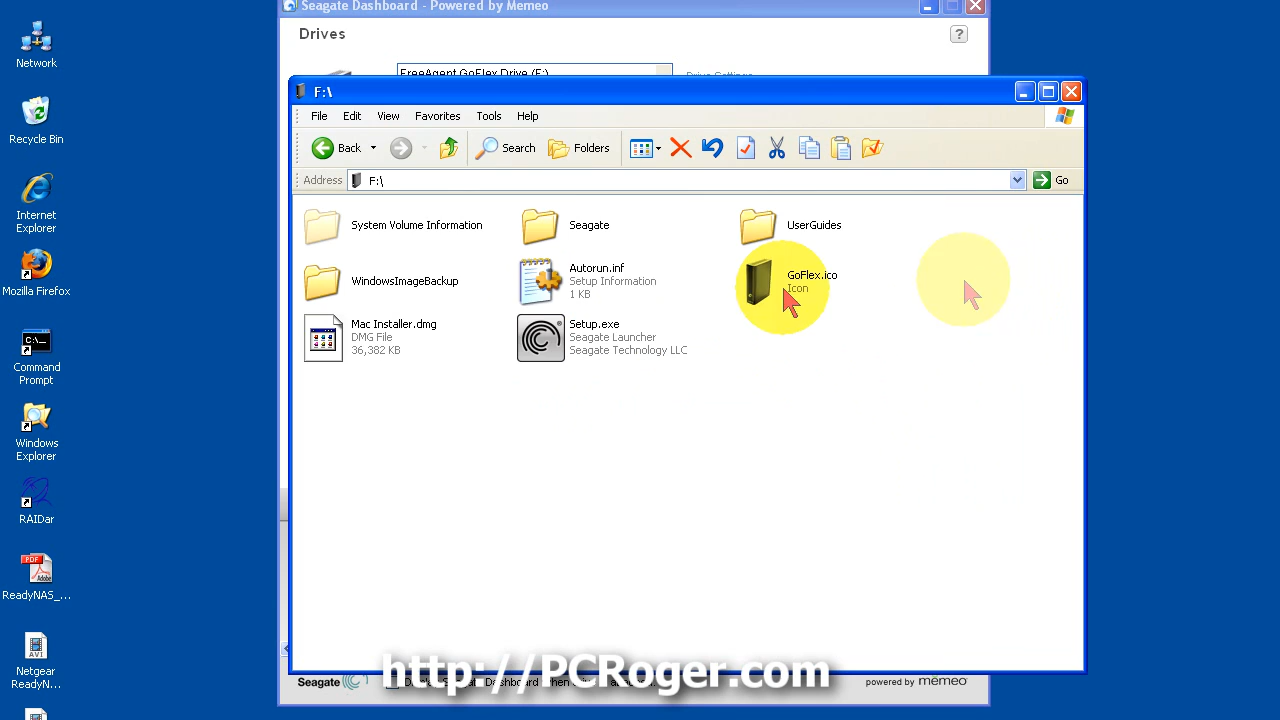 Seagate Dashboard - Powered by Memeo
Drives
?
FreeAgent GoFlex Drive (F:)
Drive Settings
F:\
File Edit View Favorites Tools Help
Back Search Folders
Address F:\ Go
System Volume Information
Seagate
UserGuides
WindowsImageBackup
Autorun.inf
Setup Information
1 KB
GoFlex.ico
Icon
Mac Installer.dmg
DMG File
36,382 KB
Setup.exe
Seagate Launcher
Seagate Technology LLC
Network
Recycle Bin
Internet
Explorer
Mozilla Firefox
C:\_
Command
Prompt
Windows
Explorer
RAIDar
PDF
Adobe
ReadyNAS_...
AVI
Netgear
ReadyN...
http://PCRoger.com
Seagate
powered by memeo